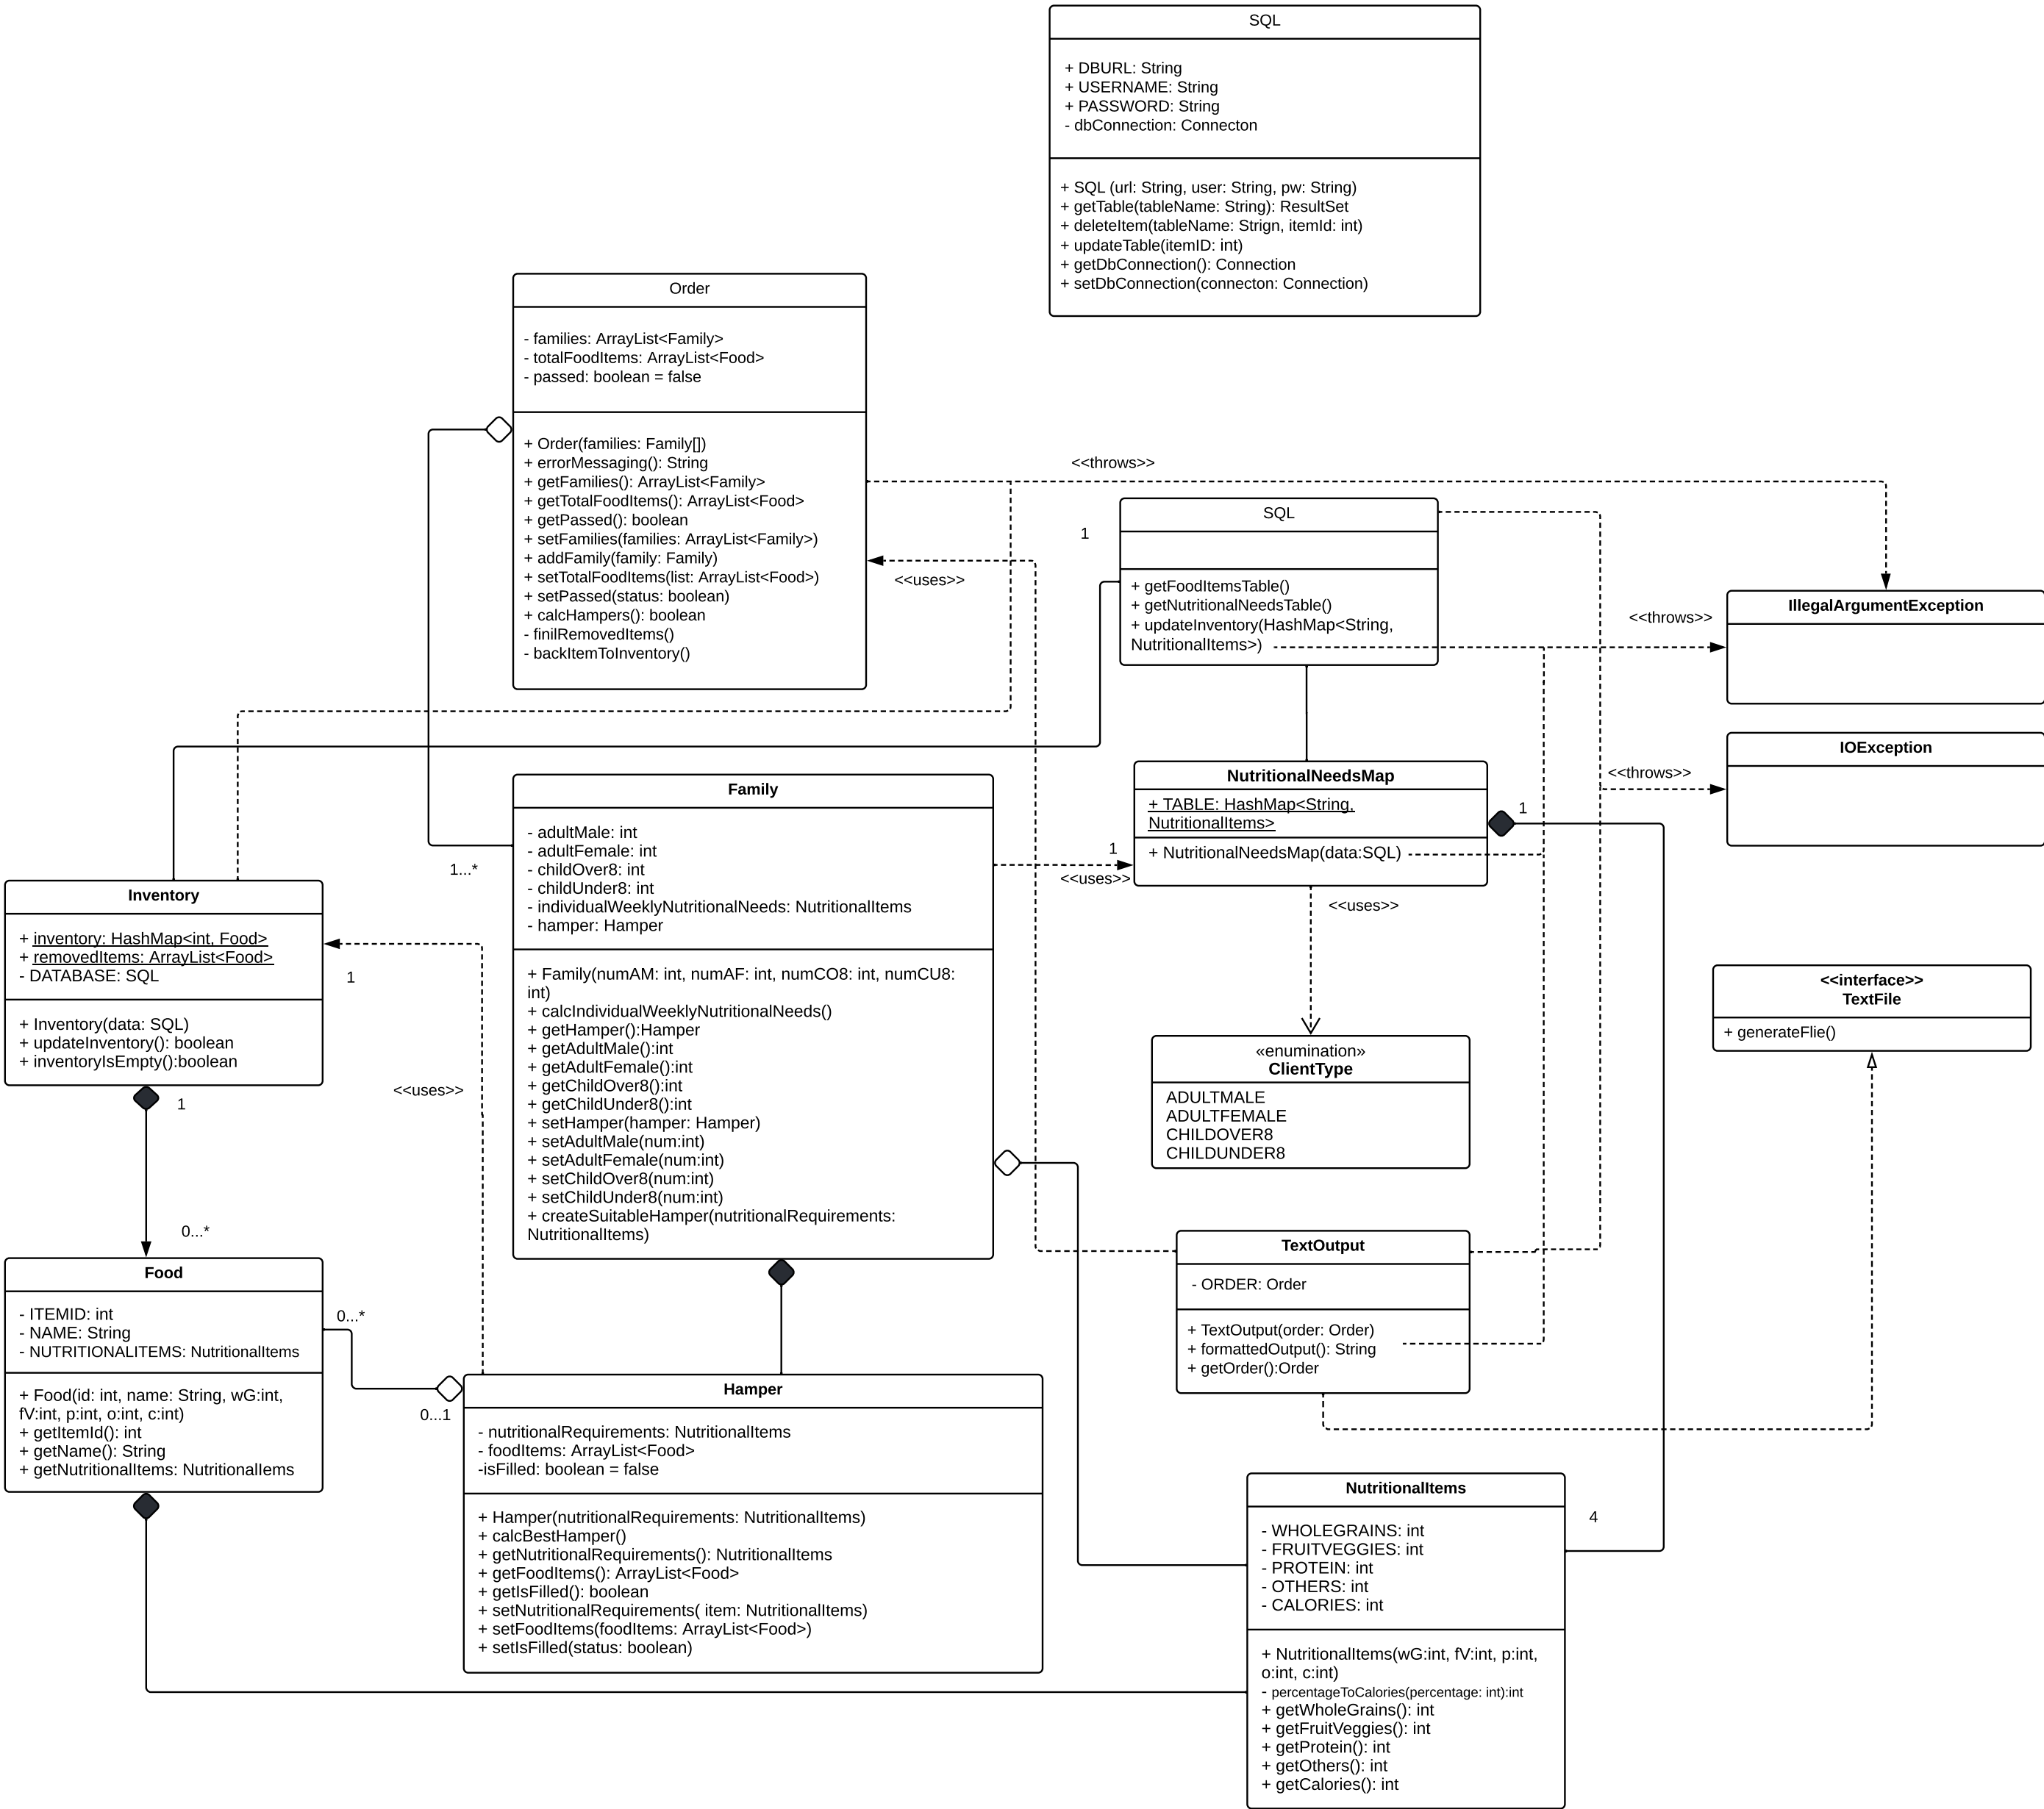 SQL
+ DBURL: String
+ USERNAME: String
+ PASSWORD: String
- dbConnection: Connecton
+ SQL (url: String, user: String, pw: String)
+ getTable(tableName: String): ResultSet
+ deleteItem(tableName: Strign, itemId: int)
+ updateTable(itemID: int)
+ getDbConnection(): Connection
+ setDbConnection(connecton: Connection)
Order
- families: ArrayList<Family>
- totalFoodItems: ArrayList<Food>
- passed: boolean = false
+ Order(families: Family[])
+ errorMessaging(): String
+ getFamilies(): ArrayList<Family>
+ getTotalFoodItems(): ArrayList<Food>
+ getPassed(): boolean
+ setFamilies(families: ArrayList<Family>)
+ addFamily(family: Family)
+ setTotalFoodItems(list: ArrayList<Food>)
+ setPassed(status: boolean)
+ calcHampers(): boolean
- finilRemovedItems()
- backItemToInventory()
<<throws>>
<<uses>>
1
SQL
+ getFoodItemsTable()
+ getNutritionalNeedsTable()
+ updateInventory(HashMap<String,
NutritionalItems>)
<<throws>>
IllegalArgumentException
<<throws>>
IOException
Family
- adultMale: int
- adultFemale: int
- childOver8: int
- childUnder8: int
- individualWeeklyNutritionalNeeds: NutritionalItems
- hamper: Hamper
+ Family(numAM: int, numAF: int, numCO8: int, numCU8:
int)
+ calcIndividualWeeklyNutritionalNeeds()
+ getHamper():Hamper
+ getAdultMale():int
+ getAdultFemale():int
+ getChildOver8():int
+ getChildUnder8():int
+ setHamper(hamper: Hamper)
+ setAdultMale(num:int)
+ setAdultFemale(num:int)
+ setChildOver8(num:int)
+ setChildUnder8(num:int)
+ createSuitableHamper(nutritionalRequirements:
NutritionalItems)
1...*
NutritionalNeedsMap
+ TABLE: HashMap<String,
NutritionalItems>
+ NutritionalNeedsMap(data:SQL)
1
1
<<uses>>
<<uses>>
Inventory
+ inventory: HashMap<int, Food>
+ removedItems: ArrayList<Food>
- DATABASE: SQL
+ Inventory(data: SQL)
+ updateInventory(): boolean
+ inventoryIsEmpty():boolean
1
<<uses>>
1
0...*
<<interface>>
TextFile
+ generateFlie()
«enumination»
ClientType
ADULTMALE
ADULTFEMALE
CHILDOVER8
CHILDUNDER8
TextOutput
- ORDER: Order
+ TextOutput(order: Order)
+ formattedOutput(): String
+ getOrder():Order
Food
- ITEMID: int
- NAME: String
- NUTRITIONALITEMS: NutritionalItems
+ Food(id: int, name: String, wG:int,
fV:int, p:int, o:int, c:int)
+ getItemId(): int
+ getName(): String
+ getNutritionalItems: NutritionalIems
0...*
0...1
Hamper
- nutritionalRequirements: NutritionalItems
- foodItems: ArrayList<Food>
-isFilled: boolean = false
+ Hamper(nutritionalRequirements: NutritionalItems)
+ calcBestHamper()
+ getNutritionalRequirements(): NutritionalItems
+ getFoodItems(): ArrayList<Food>
+ getIsFilled(): boolean
+ setNutritionalRequirements( item: NutritionalItems)
+ setFoodItems(foodItems: ArrayList<Food>)
+ setIsFilled(status: boolean)
NutritionalItems
- WHOLEGRAINS: int
- FRUITVEGGIES: int
- PROTEIN: int
- OTHERS: int
- CALORIES: int
+ NutritionalItems(wG:int, fV:int, p:int,
o:int, c:int)
- percentageToCalories(percentage: int):int
+ getWholeGrains(): int
+ getFruitVeggies(): int
+ getProtein(): int
+ getOthers(): int
+ getCalories(): int
4